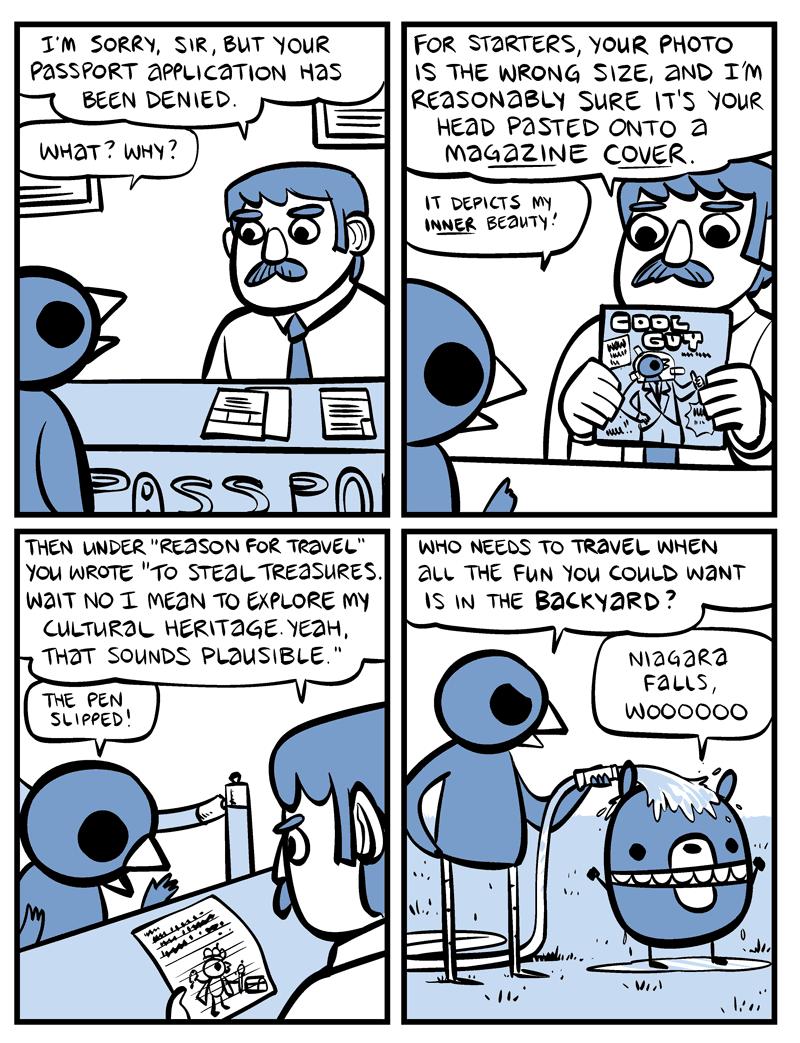 I'M SORRY, SIR, BUT YOUR
PASSPORT APPLICATION HAS
BEEN DENIED.
WHAT? WHY?
PASSPO
FOR STARTERS, YOUR PHOTO
IS THE WRONG SIZE, AND I'M
REASONABLY SURE IT'S YOUR
HEAD PASTED ONTO A
MAGAZINE COVER.
IT DEPICTS MY
INNER BEAUTY!
COOL
GUY
THEN UNDER "REASON FOR TRAVEL"
YOU WROTE "TO STEAL TREASURES.
WAIT NO I MEAN TO EXPLORE MY
CULTURAL HERITAGE. YEAH,
THAT SOUNDS PLAUSIBLE."
THE PEN
SLIPPED!
WHO NEEDS TO TRAVEL WHEN
ALL THE FUN YOU COULD WANT
IS IN THE BACKYARD?
NIAGARA
FALLS,
WOOOOOO